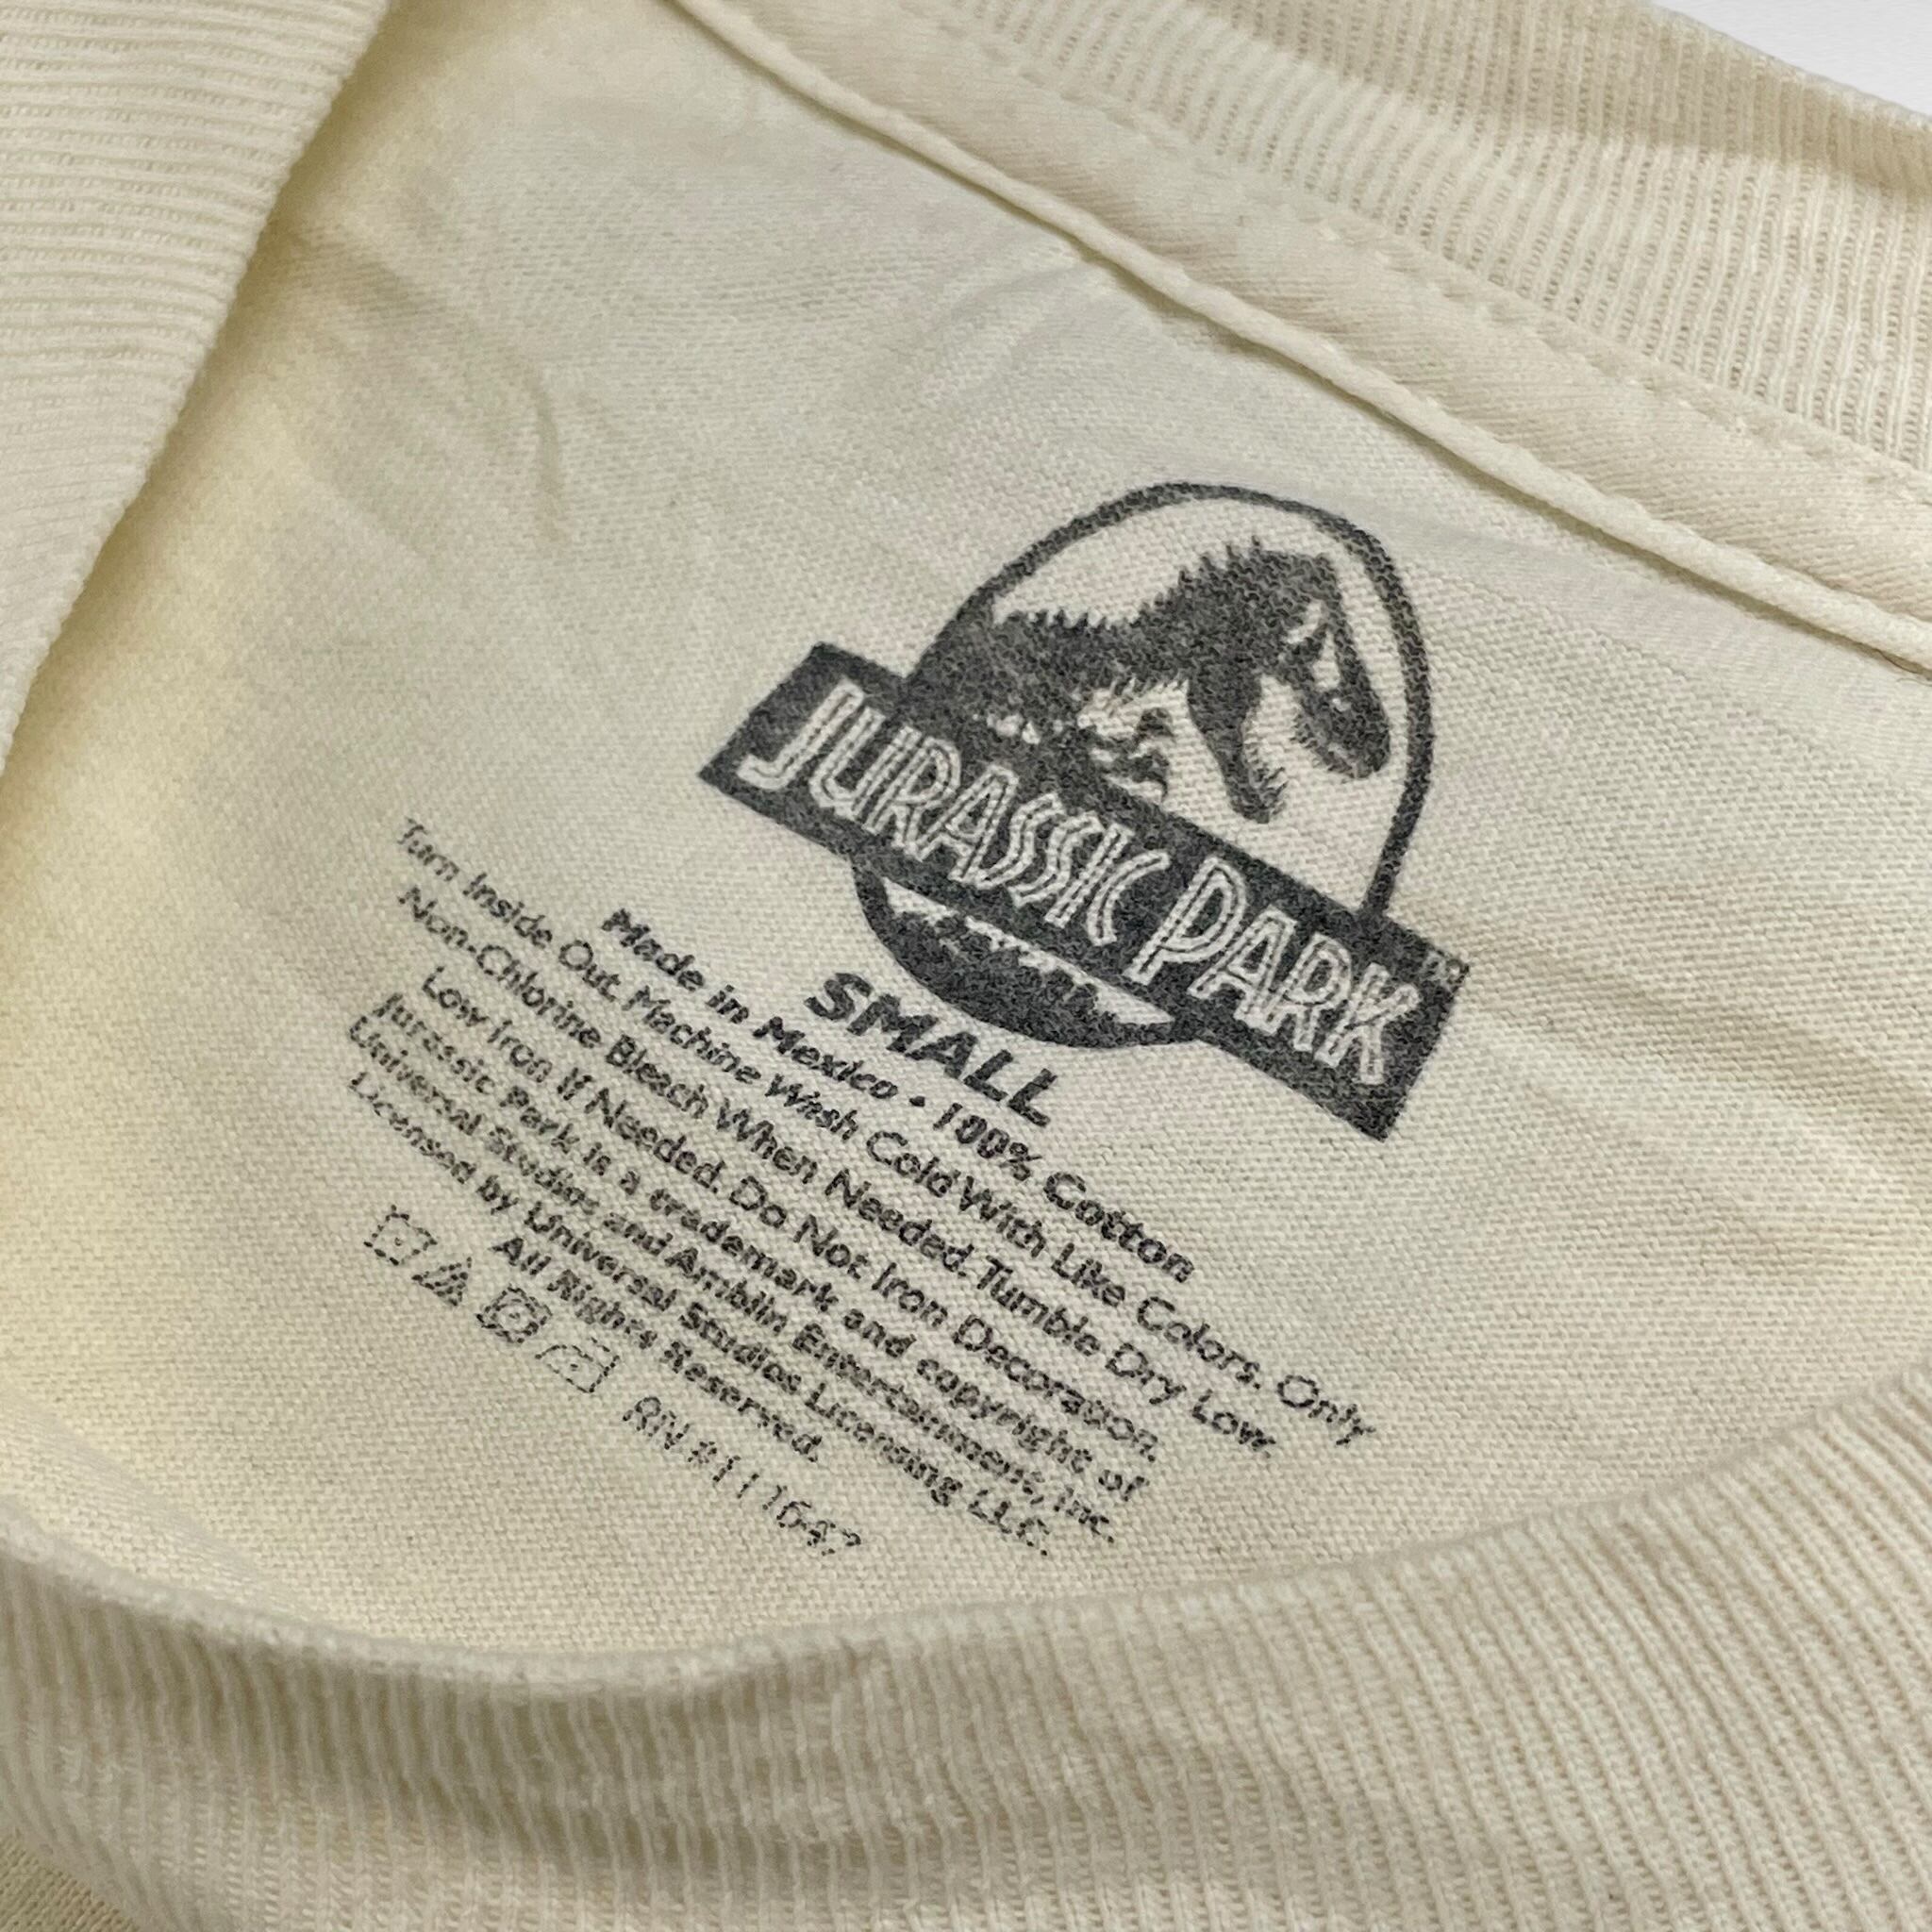 JURASSIC PARK
SMALL
Made in Mexico • 100% Cotton
Turn Inside Out. Machine Wash Cold With Like Colors. Only
Non-Chlorine Bleach When Needed. Tumble Dry Low.
Low Iron If Needed. Do Not Iron Decoration.
Jurassic Park is a trademark and copyright of
Universal Studios and Amblin Entertainment, Inc.
Licensed by Universal Studios Licensing LLC.
All Rights Reserved.
RN #111647